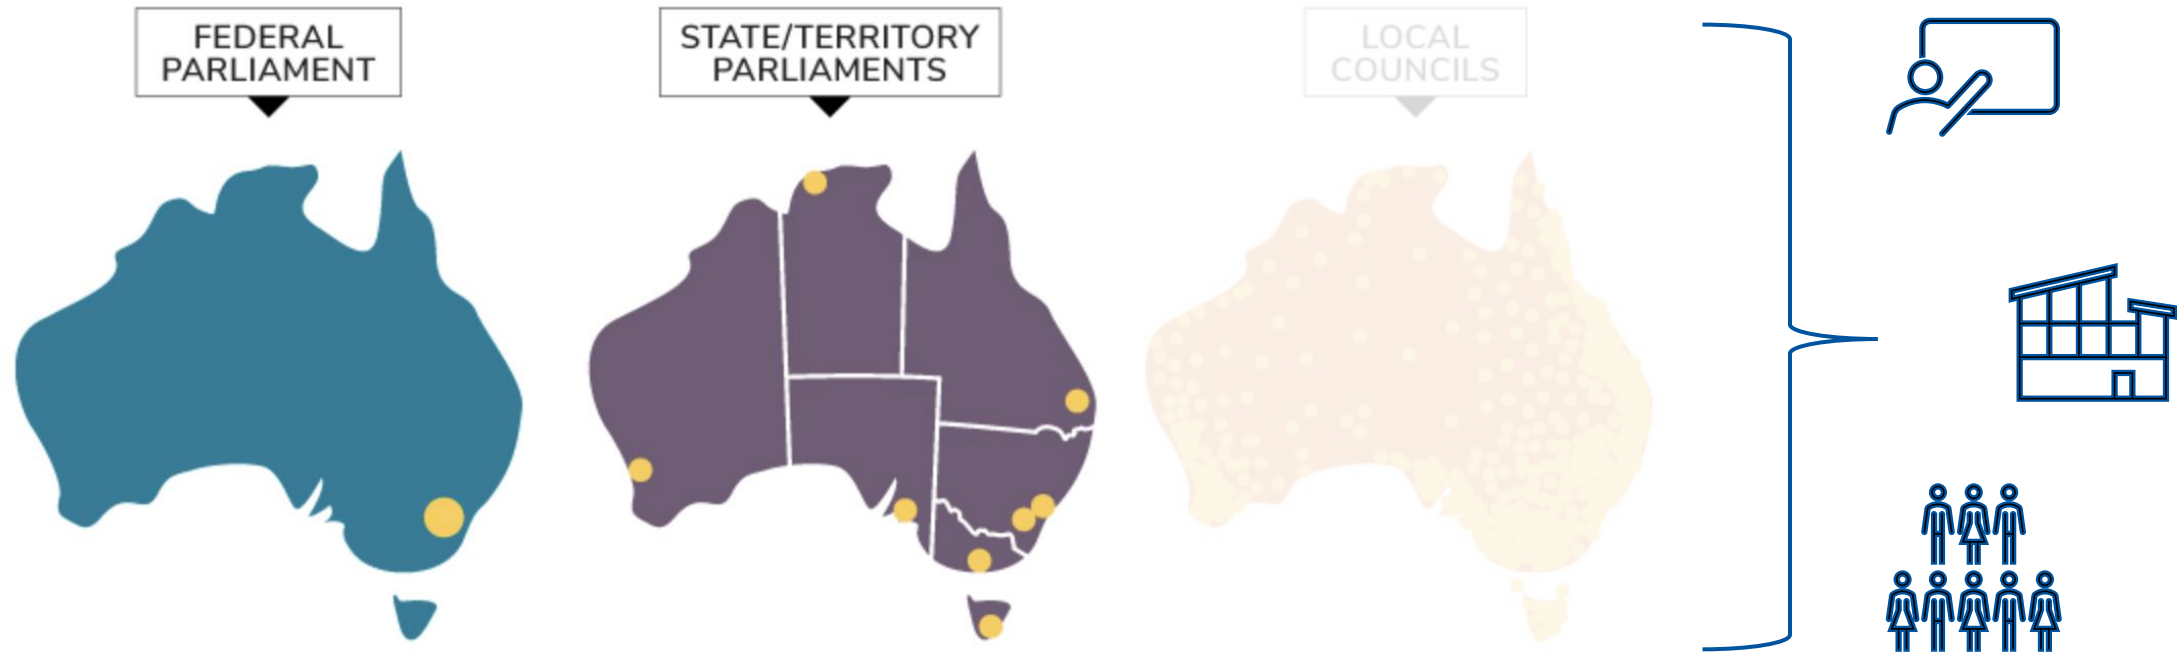 FEDERAL
PARLIAMENT
STATE/TERRITORY
PARLIAMENTS
LOCAL
COUNCILS